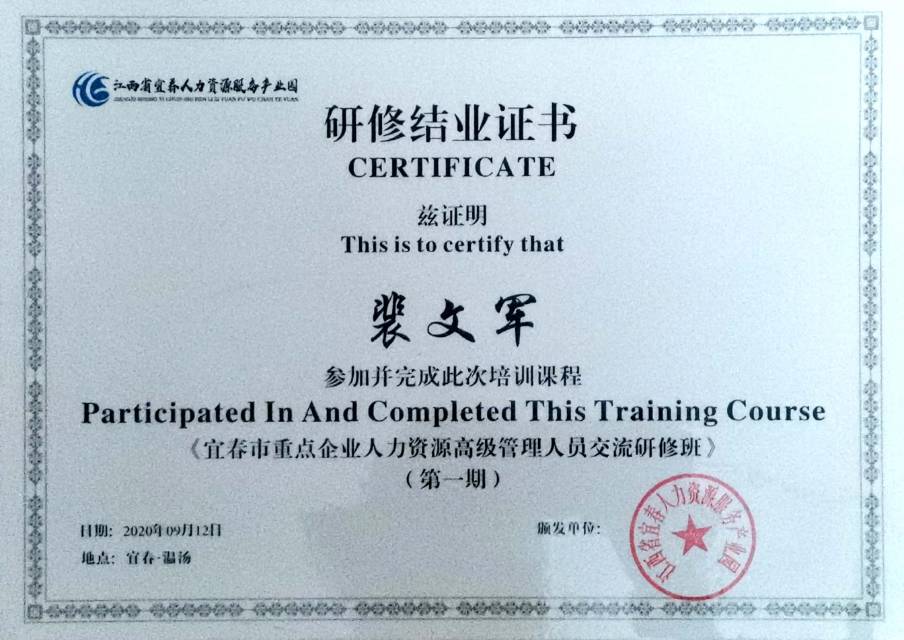 江西省宜春人力资源服务产业园
研修结业证书
CERTIFICATE
兹证明
This is to certify that
裴文军
参加并完成此次培训课程
Participated In And Completed This Training Course
《宜春市重点企业人力资源高级管理人员交流研修班》
（第一期）
日期： 2020年09月12日
颁发单位：
地点： 宜春·温汤
江西省宜春人力资源服务产业园